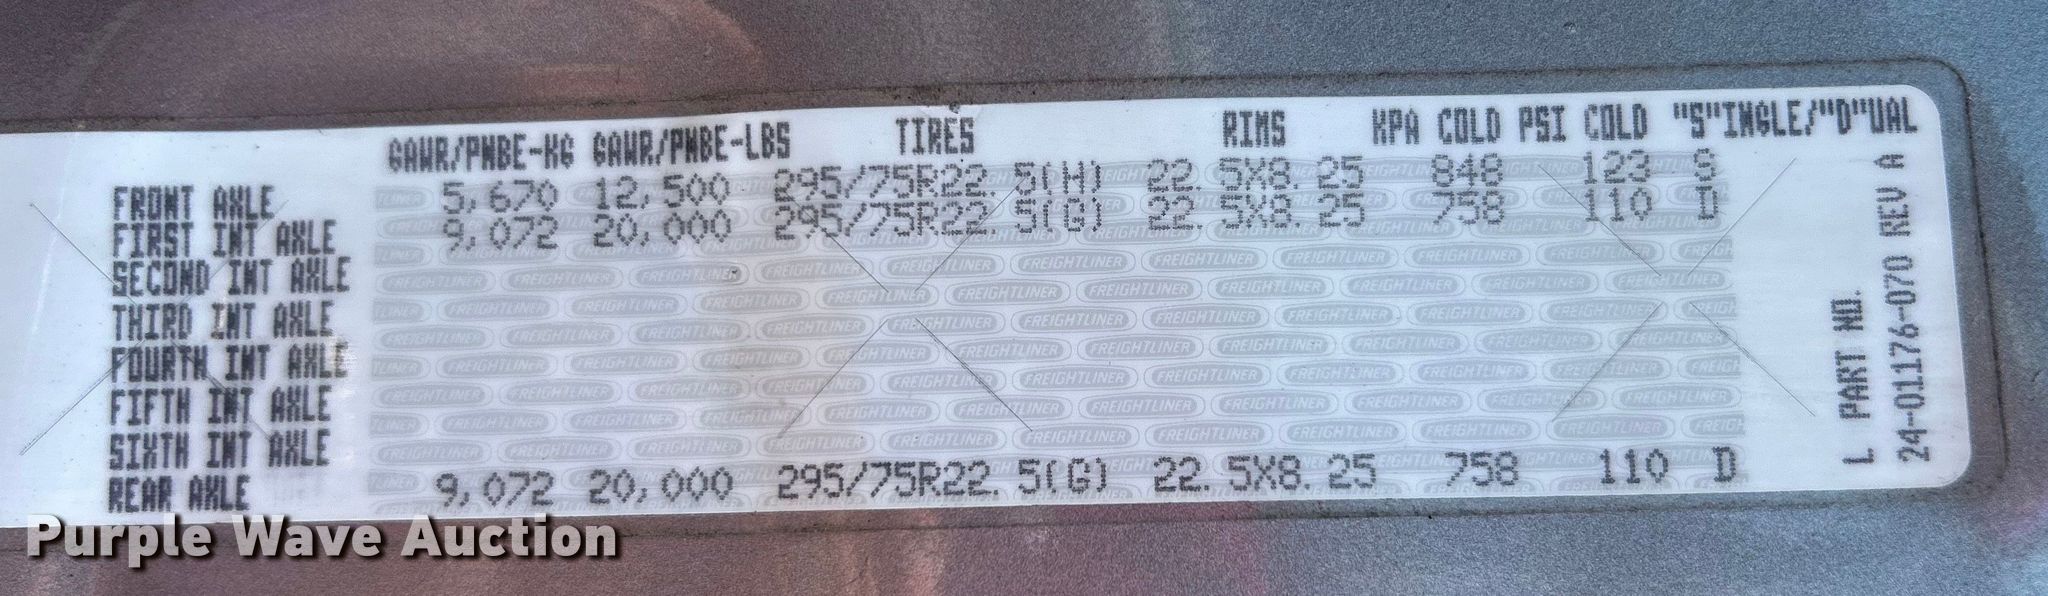 GAWR/PNBE-KG GAWR/PNBE-LBS TIRES RIMS KPA COLD PSI COLD "S"INGLE/"D"UAL
FRONT AXLE 5,670 12,500 295/75R22.5(H) 22.5X8.25 848 123 S
FIRST INT AXLE 9,072 20,000 295/75R22.5(G) 22.5X8.25 758 110 D
SECOND INT AXLE
THIRD INT AXLE
FOURTH INT AXLE
FIFTH INT AXLE
SIXTH INT AXLE
REAR AXLE 9,072 20,000 295/75R22.5(G) 22.5X8.25 758 110 D
L PART NO.
24-01176-070 REV A
FREIGHTLINER
Purple Wave Auction